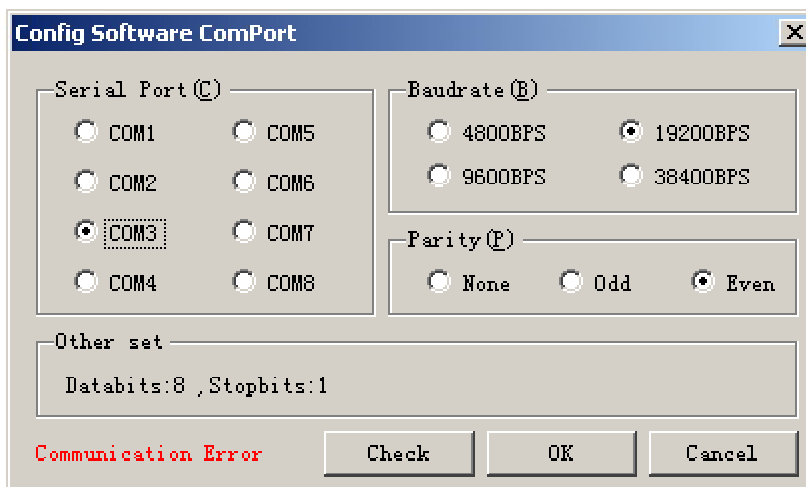 Config Software ComPort
Serial Port(C)
COM1
COM5
COM2
COM6
COM3
COM7
COM4
COM8
Baudrate(B)
4800BPS
19200BPS
9600BPS
38400BPS
Parity(P)
None
Odd
Even
Other set
Databits:8 ,Stopbits:1
Communication Error
Check
OK
Cancel